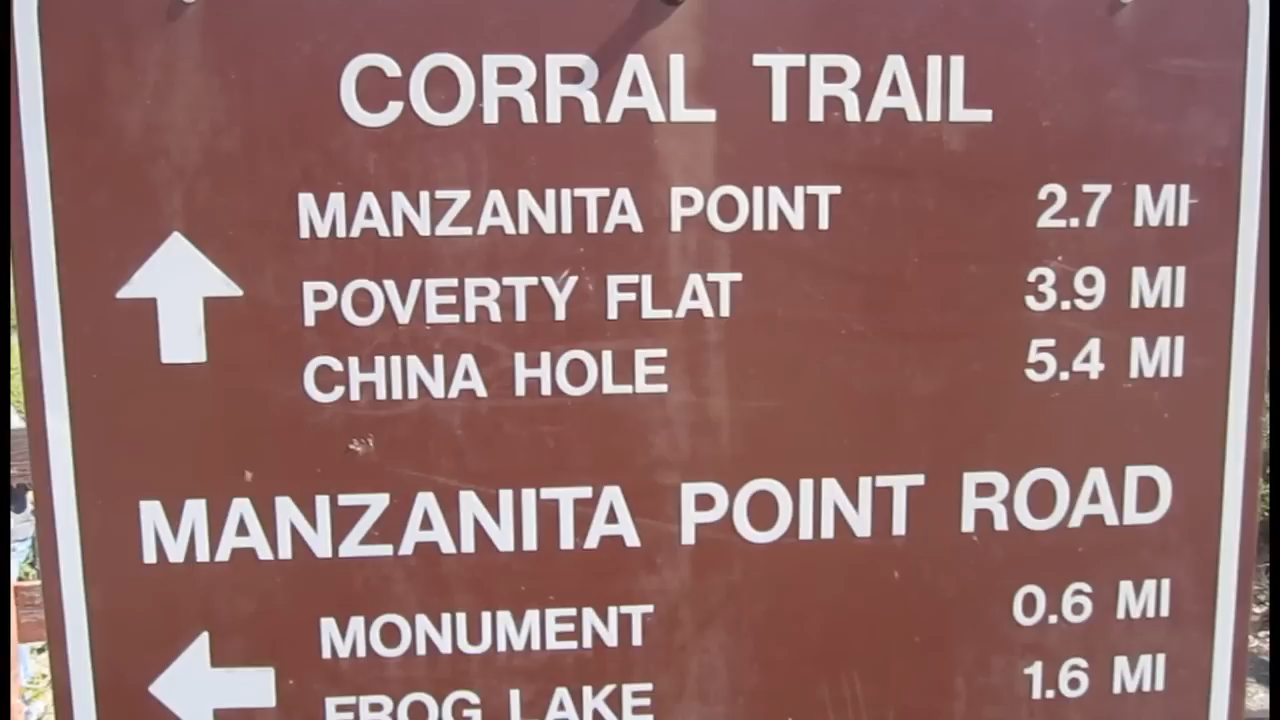 CORRAL TRAIL
MANZANITA POINT 2.7 MI
POVERTY FLAT 3.9 MI
CHINA HOLE 5.4 MI
MANZANITA POINT ROAD
MONUMENT 0.6 MI
FROG LAKE 1.6 MI